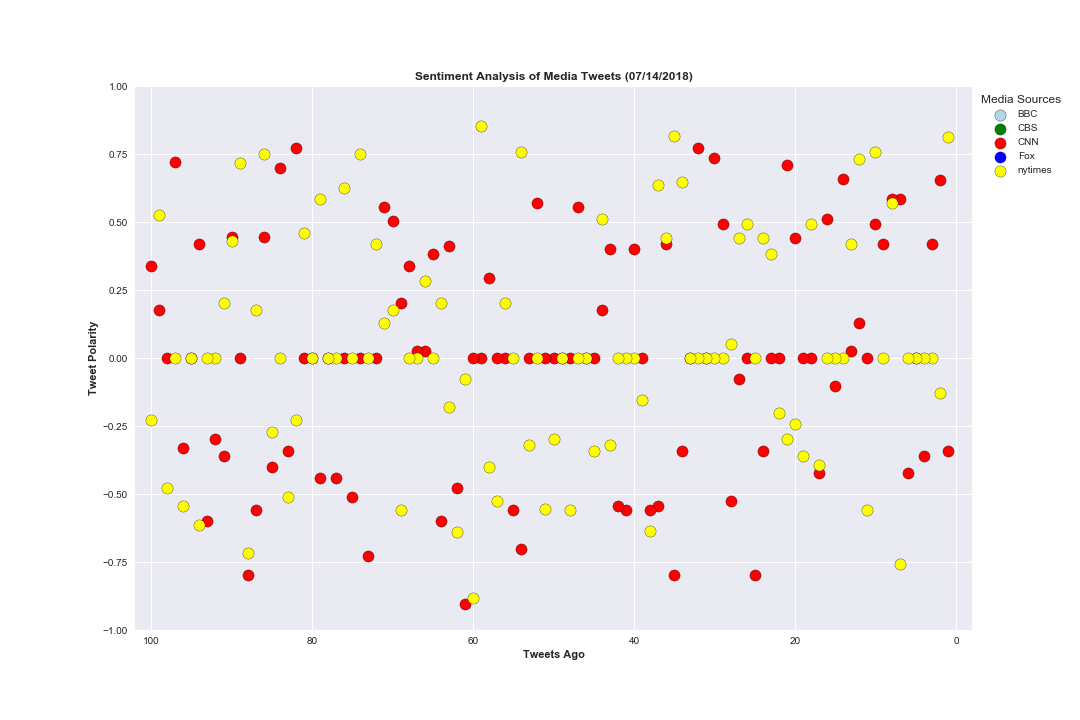 Sentiment Analysis of Media Tweets (07/14/2018)
Media Sources
BBC
CBS
CNN
Fox
nytimes
1.00
0.75
0.50
0.25
0.00
−0.25
−0.50
−0.75
−1.00
Tweet Polarity
100
80
60
40
20
0
Tweets Ago